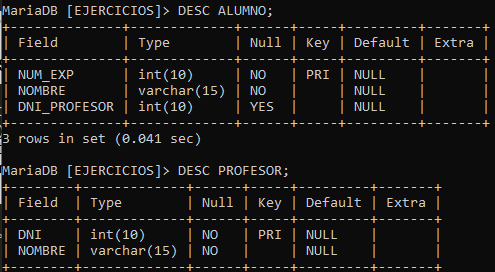 MariaDB [EJERCICIOS]> DESC ALUMNO;
+--------------+-------------+------+-----+---------+-------+
| Field        | Type        | Null | Key | Default | Extra |
+--------------+-------------+------+-----+---------+-------+
| NUM_EXP      | int(10)     | NO   | PRI | NULL    |       |
| NOMBRE       | varchar(15) | NO   |     | NULL    |       |
| DNI_PROFESOR | int(10)     | YES  |     | NULL    |       |
+--------------+-------------+------+-----+---------+-------+
3 rows in set (0.041 sec)
MariaDB [EJERCICIOS]> DESC PROFESOR;
+--------+-------------+------+-----+---------+-------+
| Field  | Type        | Null | Key | Default | Extra |
+--------+-------------+------+-----+---------+-------+
| DNI    | int(10)     | NO   | PRI | NULL    |       |
| NOMBRE | varchar(15) | NO   |     | NULL    |       |
+--------+-------------+------+-----+---------+-------+